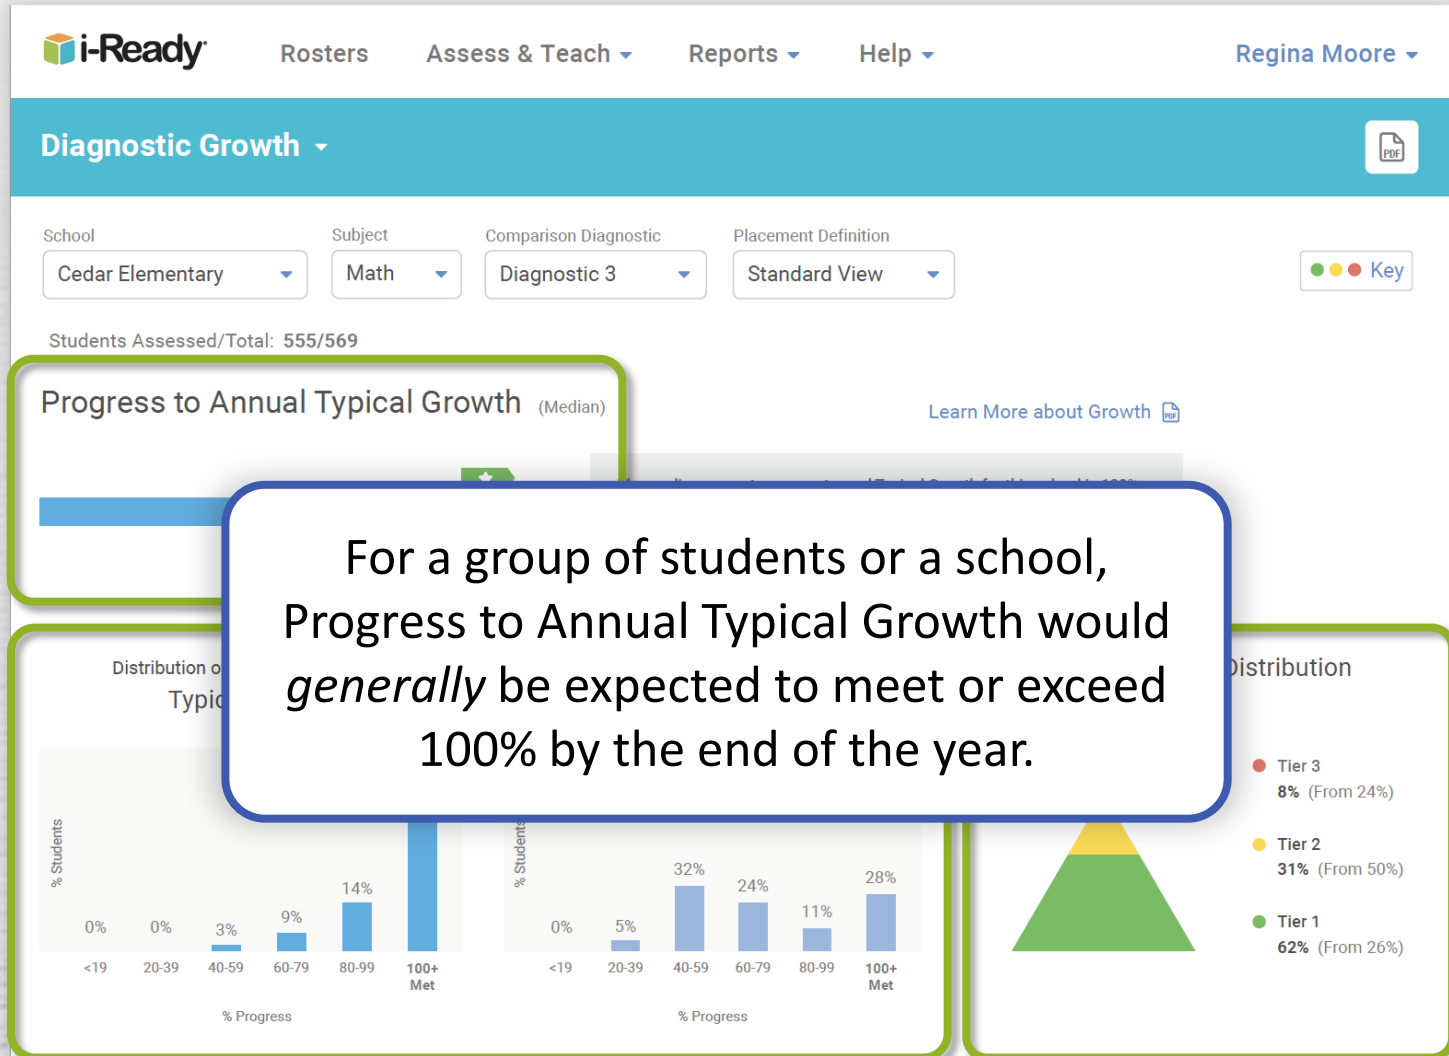 i-Ready
Rosters
Assess & Teach
Reports
Help
Regina Moore
Diagnostic Growth
PDF
School
Subject
Comparison Diagnostic
Placement Definition
Cedar Elementary
Math
Diagnostic 3
Standard View
Key
Students Assessed/Total: 555/569
Progress to Annual Typical Growth (Median)
Learn More about Growth PDF
For a group of students or a school,
Progress to Annual Typical Growth would
generally be expected to meet or exceed
100% by the end of the year.
Distribution
% Students
0%
0%
3%
9%
14%
<19
20-39
40-59
60-79
80-99
100+
Met
% Progress
% Students
0%
5%
32%
24%
11%
28%
<19
20-39
40-59
60-79
80-99
100+
Met
% Progress
Distribution
Tier 3
8% (From 24%)
Tier 2
31% (From 50%)
Tier 1
62% (From 26%)